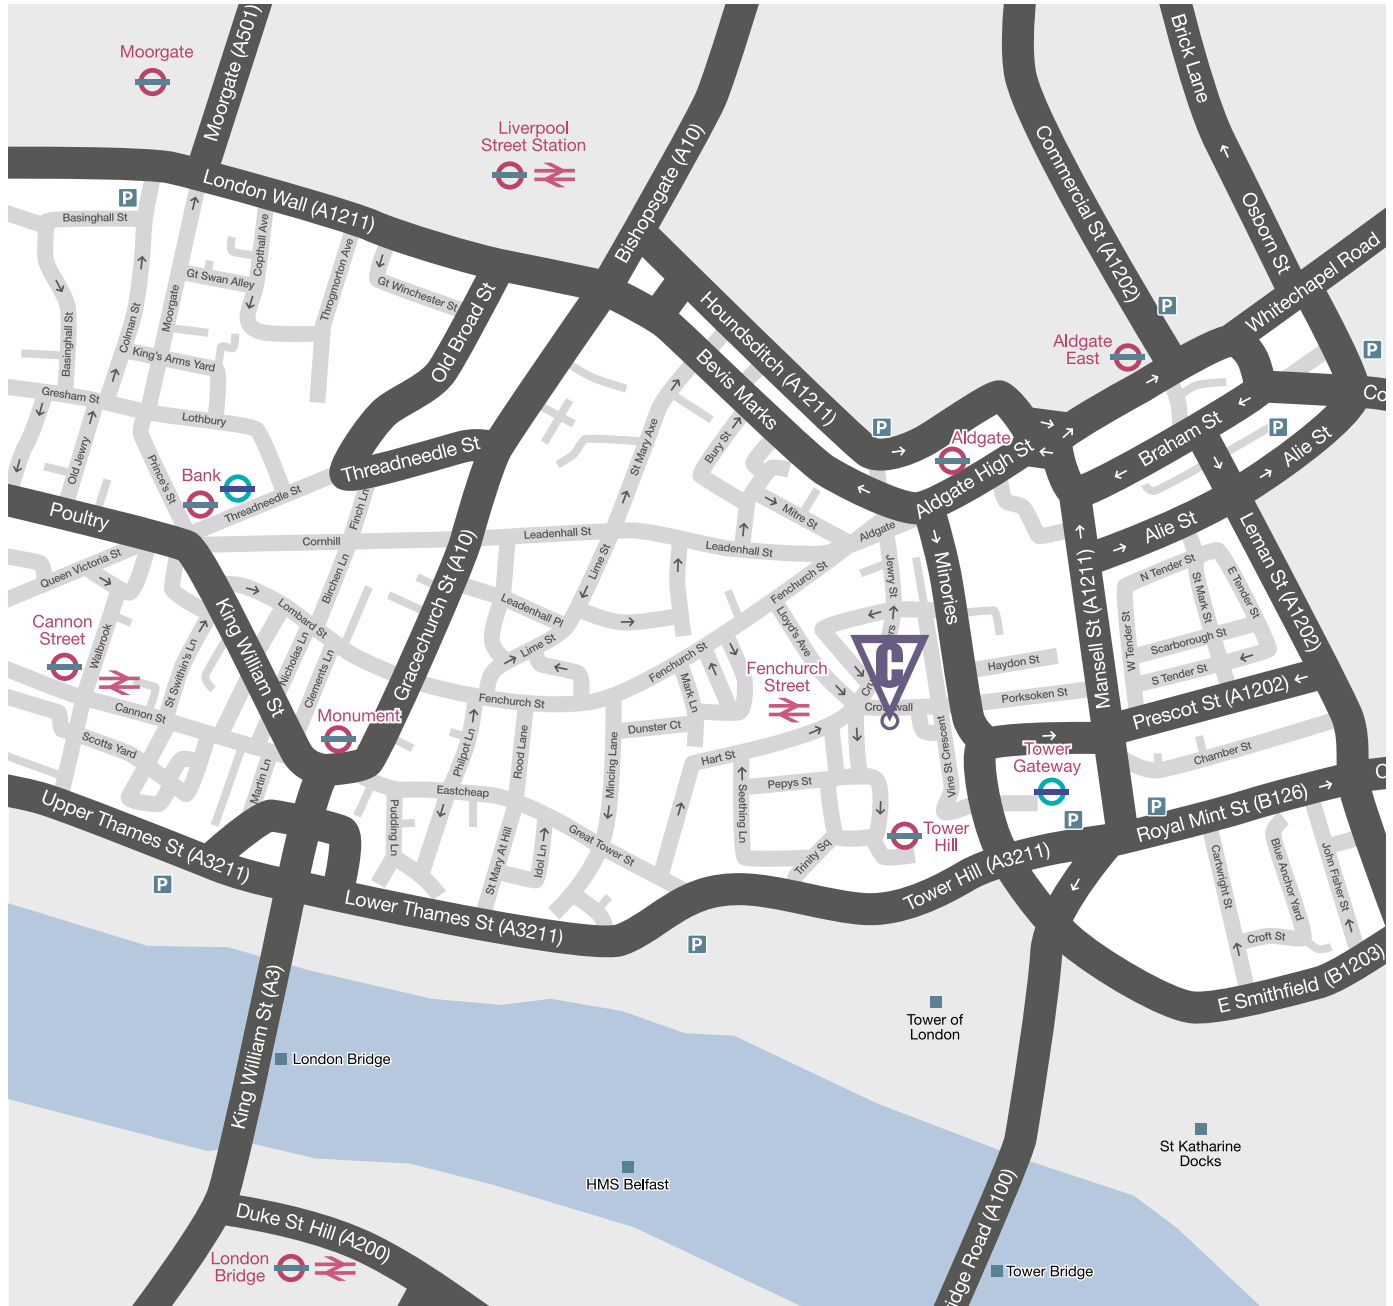 Moorgate
Moorgate (A501)
Liverpool
Street Station
Bishopsgate (A10)
Commercial St (A1202)
Brick Lane
Osborn St
Whitechapel Road
P
London Wall (A1211)
Basinghall St
Copthall Ave
Gt Swan Alley
Throgmorton Ave
Gt Winchester St
Old Broad St
Houndsditch (A1211)
Bevis Marks
P
Aldgate
East
P
Basinghall St
Colman St
Moorgate
King's Arms Yard
Gresham St
Lothbury
Old Jewry
Prince's St
Bank
Threadneedle St
Threadneedle St
Finch Ln
St Mary Axe
Bury St
Mitre St
P
Aldgate
Aldgate High St
Braham St
P
Alie St
Co
Poultry
Queen Victoria St
Cornhill
Leadenhall St
Leadenhall St
Aldgate
Alie St
Leman St (A1202)
Cannon
Street
Walbrook
St Swithin's Ln
King William St
Lombard St
Birchen Ln
Nicholas Ln
Clements Ln
Gracechurch St (A10)
Leadenhall Pl
Lime St
Lime St
Fenchurch St
Fenchurch St
Fenchurch St
Lloyd's Ave
Jewry St
Minories
Mansell St (A1211)
N Tender St
E Tender St
St Mark St
W Tender St
Scarborough St
S Tender St
Haydon St
Porksoken St
Prescot St (A1202)
Chamber St
Fenchurch
Street
C
Mark Ln
Dunster Ct
Cannon St
Scotts Yard
Monument
Martin Ln
Philpot Ln
Rood Lane
Mincing Lane
Hart St
Pepys St
Seething Ln
Vine St Crescent
Tower
Gateway
P
P
Royal Mint St (B126)
C
Upper Thames St (A3211)
Eastcheap
Pudding Ln
St Mary At Hill
Idol Ln
Great Tower St
Trinity Sq
Tower
Hill
Tower Hill (A3211)
Cartwright St
Blue Anchor Yard
John Fisher St
Croft St
P
Lower Thames St (A3211)
P
E Smithfield (B1203)
King William St (A3)
London Bridge
Tower of
London
St Katharine
Docks
HMS Belfast
Duke St Hill (A200)
London
Bridge
idge Road (A100)
Tower Bridge